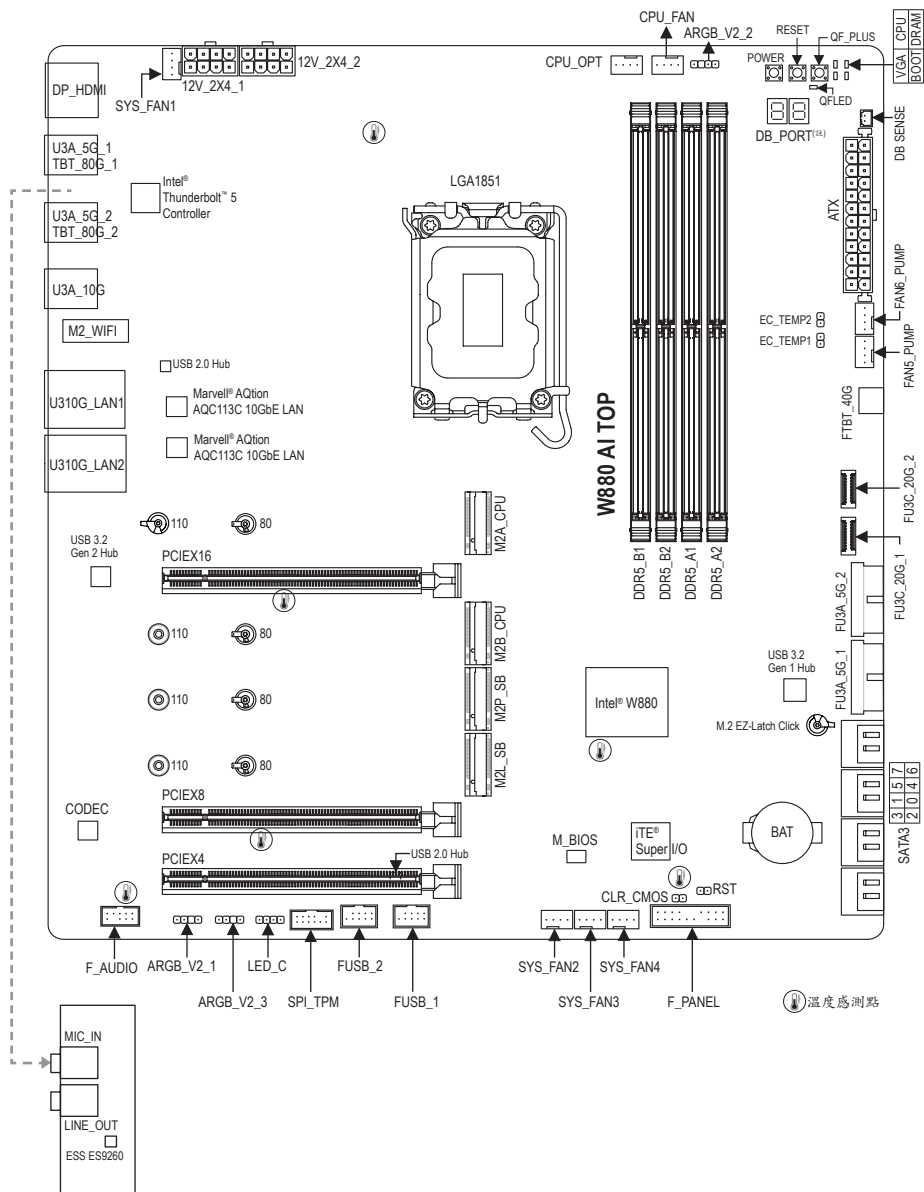 CPU_FAN
RESET
ARGB_V2_2
QF_PLUS
CPU
DRAM
VGA
BOOT
CPU_OPT
POWER
12V_2X4_2
12V_2X4_1
SYS_FAN1
DP_HDMI
QFLED
DB_PORT(註)
DB SENSE
U3A_5G_1
TBT_80G_1
Intel®
Thunderbolt™ 5
Controller
LGA1851
ATX
U3A_5G_2
TBT_80G_2
U3A_10G
FAN6_PUMP
EC_TEMP2
EC_TEMP1
M2_WIFI
FAN5_PUMP
USB 2.0 Hub
U310G_LAN1
Marvell® AQtion
AQC113C 10GbE LAN
FTBT_40G
Marvell® AQtion
AQC113C 10GbE LAN
U310G_LAN2
W880 AI TOP
FU3C_20G_2
110
80
M2A_CPU
USB 3.2
Gen 2 Hub
PCIEX16
DDR5_B1
DDR5_B2
DDR5_A1
DDR5_A2
FU3C_20G_1
FU3A_5G_2
110
80
M2B_CPU
USB 3.2
Gen 1 Hub
FU3A_5G_1
110
80
M2P_SB
Intel® W880
M.2 EZ-Latch Click
110
80
M2L_SB
3 1 5 7
2 0 4 6
SATA3
PCIEX8
CODEC
BAT
M_BIOS
iTE®
Super I/O
PCIEX4
USB 2.0 Hub
CLR_CMOS
RST
F_AUDIO
ARGB_V2_1
LED_C
FUSB_2
SYS_FAN2
SYS_FAN4
ARGB_V2_3
SPI_TPM
FUSB_1
SYS_FAN3
F_PANEL
溫度感測點
MIC_IN
LINE_OUT
ESS ES9260